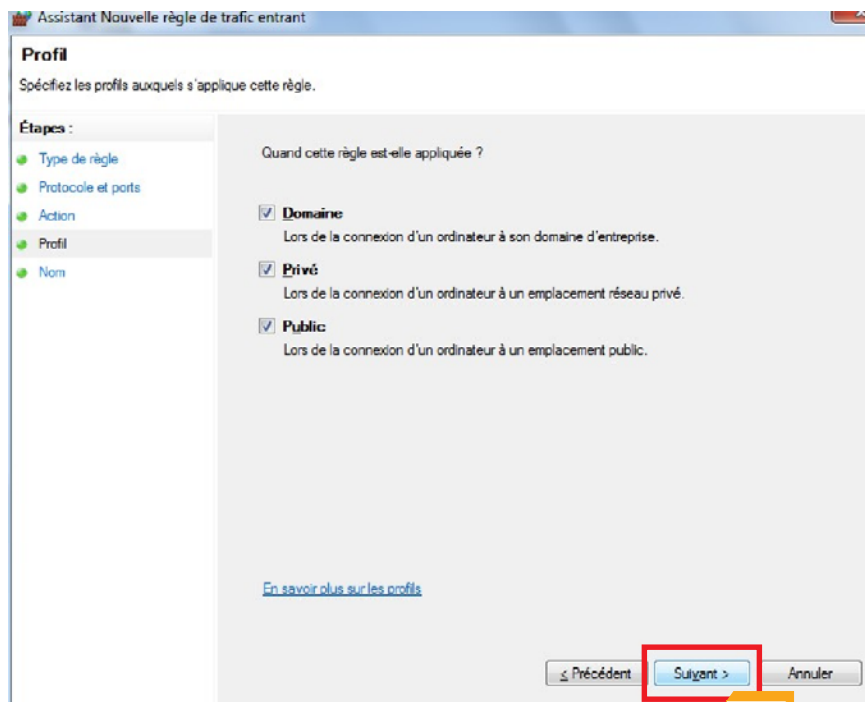 Assistant Nouvelle règle de trafic entrant
Profil
Spécifiez les profils auxquels s'applique cette règle.
Étapes :
Type de règle
Protocole et ports
Action
Profil
Nom
Quand cette règle est-elle appliquée ?
Domaine
Lors de la connexion d'un ordinateur à son domaine d'entreprise.
Privé
Lors de la connexion d'un ordinateur à un emplacement réseau privé.
Public
Lors de la connexion d'un ordinateur à un emplacement public.
En savoir plus sur les profils
< Précédent
Suivant >
Annuler